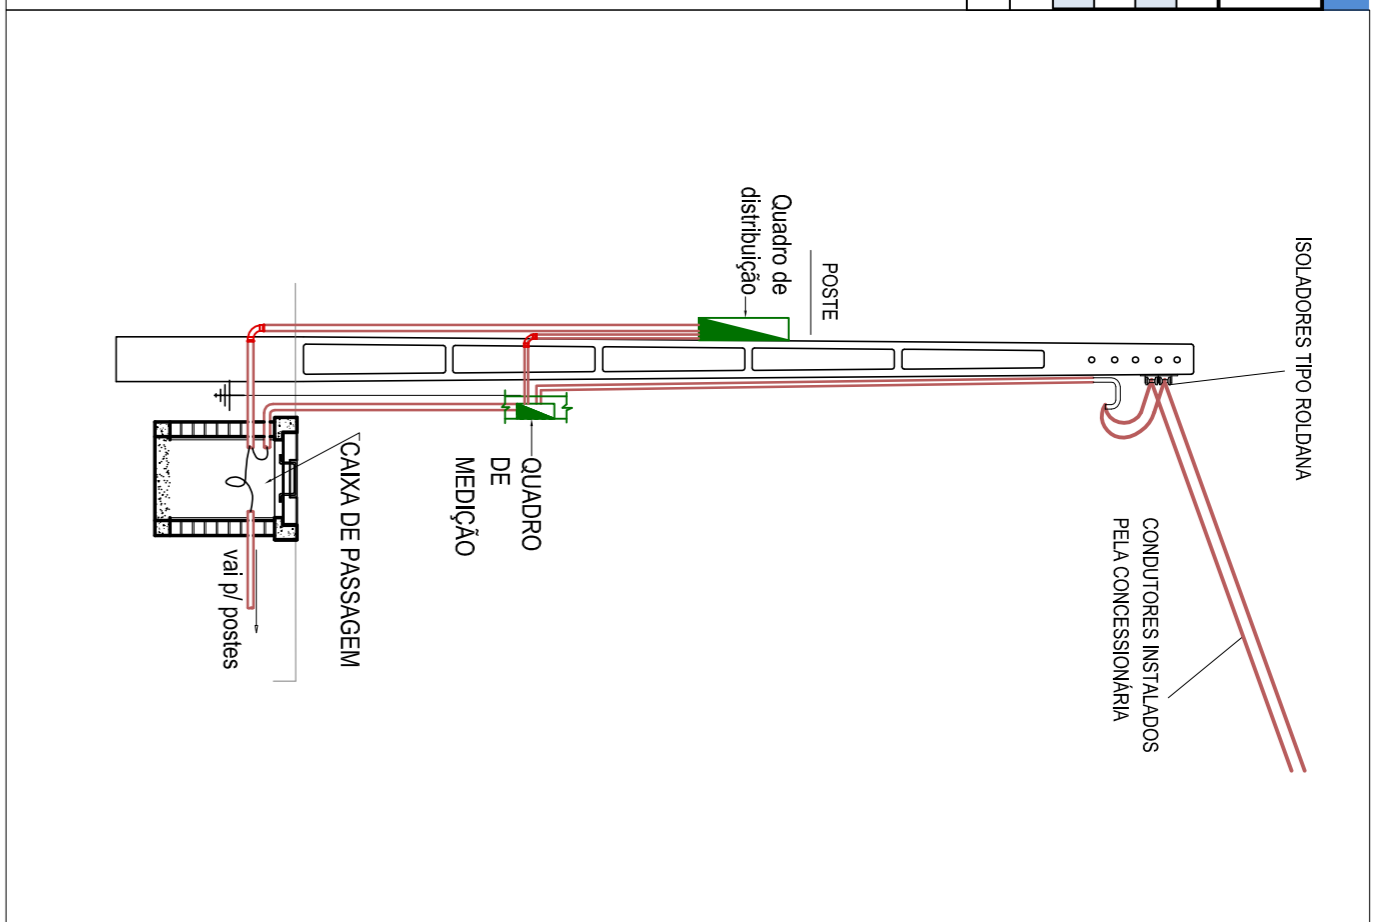 ISOLADORES TIPO ROLDANA
CONDUTORES INSTALADOS
PELA CONCESSIONÁRIA
POSTE
Quadro de
distribuição
QUADRO
DE
MEDIÇÃO
CAIXA DE PASSAGEM
vai p/ postes